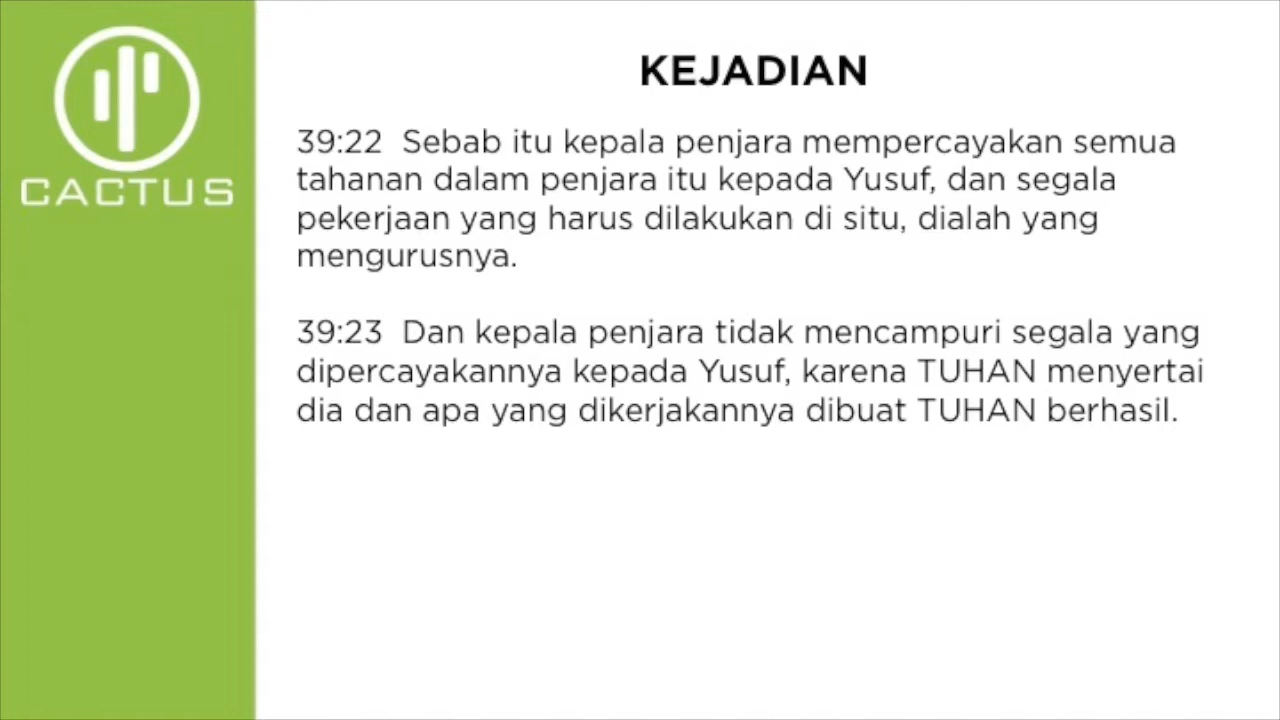 CACTUS
KEJADIAN
39:22 Sebab itu kepala penjara mempercayakan semua
tahanan dalam penjara itu kepada Yusuf, dan segala
pekerjaan yang harus dilakukan di situ, dialah yang
mengurusnya.
39:23 Dan kepala penjara tidak mencampuri segala yang
dipercayakannya kepada Yusuf, karena TUHAN menyertai
dia dan apa yang dikerjakannya dibuat TUHAN berhasil.